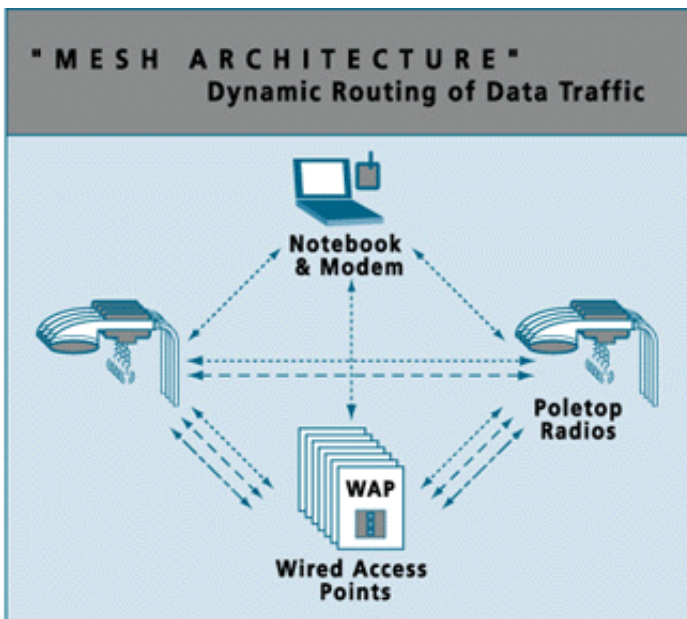 "MESH ARCHITECTURE"
Dynamic Routing of Data Traffic
Notebook
& Modem
Poletop
Radios
WAP
Wired Access
Points